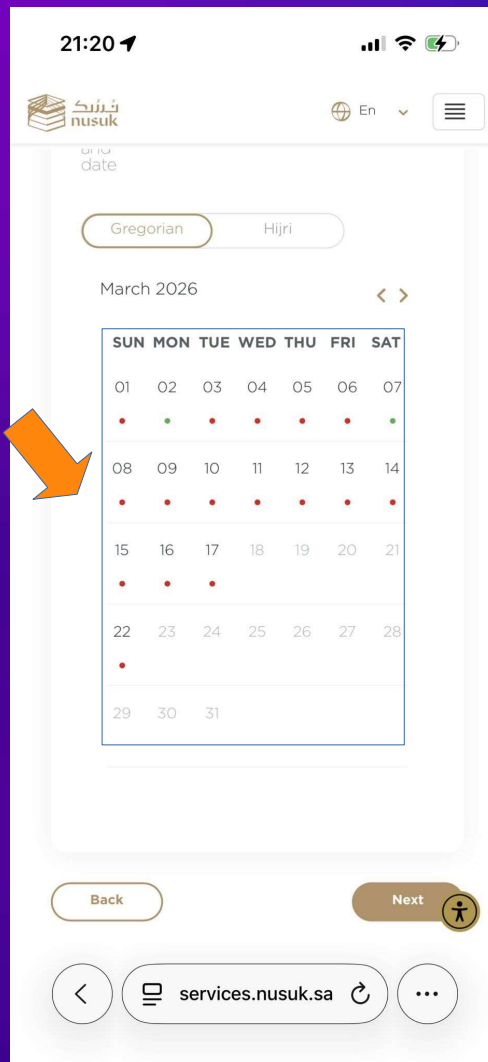 21:20
نُسُك
nusuk
En
and
date
Gregorian Hijri
March 2026
SUN MON TUE WED THU FRI SAT
01 02 03 04 05 06 07
08 09 10 11 12 13 14
15 16 17 18 19 20 21
22 23 24 25 26 27 28
29 30 31
Back Next
services.nusuk.sa